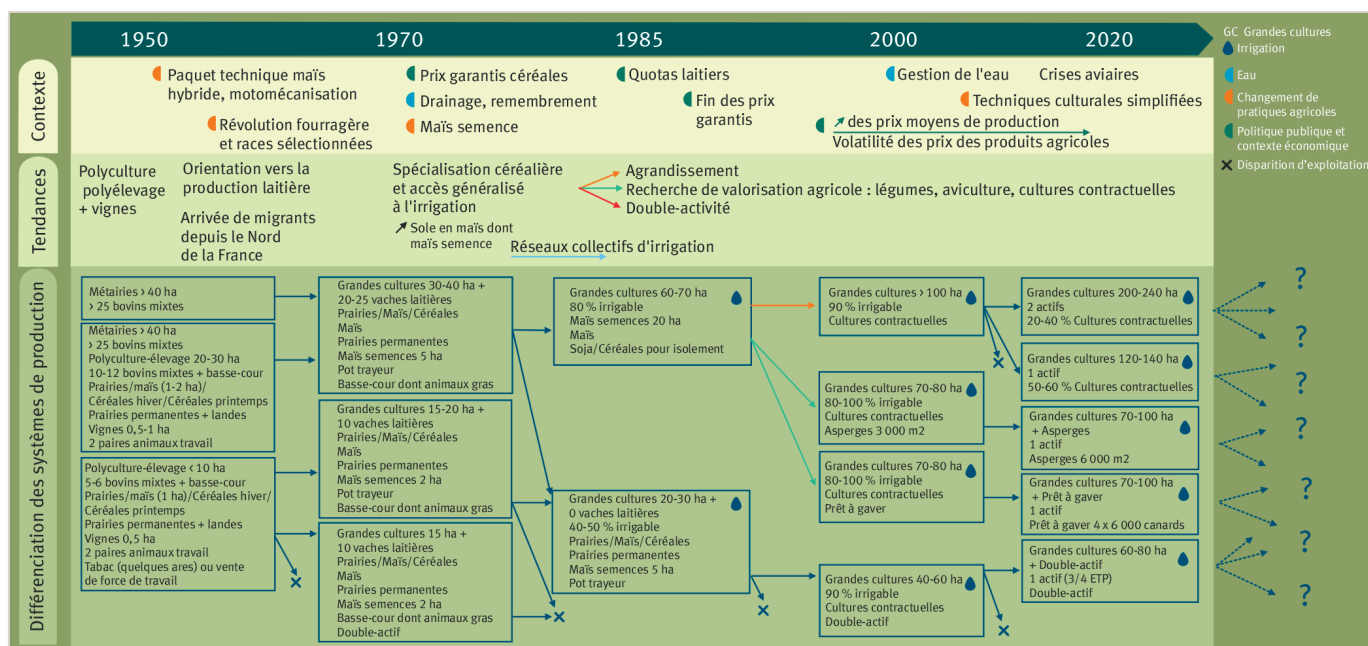 1950
1970
1985
2000
2020
GC Grandes cultures
Irrigation
Eau
Changement de
pratiques agricoles
Politique publique et
contexte économique
Disparition d'exploitation
Contexte
Paquet technique maïs
hybride, motomécanisation
Révolution fourragère
et races sélectionnées
Prix garantis céréales
Drainage, remembrement
Maïs semence
Quotas laitiers
Fin des prix
garantis
Gestion de l'eau
Crises aviaires
Techniques culturales simplifiées
↗ des prix moyens de production
Volatilité des prix des produits agricoles
Tendances
Polyculture
polyélevage
+ vignes
Orientation vers la
production laitière
Arrivée de migrants
depuis le Nord
de la France
Spécialisation céréalière
et accès généralisé
à l'irrigation
↗ Sole en maïs dont
maïs semence
Réseaux collectifs d'irrigation
Agrandissement
Recherche de valorisation agricole : légumes, aviculture, cultures contractuelles
Double-activité
Différenciation des systèmes de production
Métairies > 40 ha
> 25 bovins mixtes
Métairies > 40 ha
> 25 bovins mixtes
Polyculture-élevage 20-30 ha
10-12 bovins mixtes + basse-cour
Prairies/maïs (1-2 ha)/
Céréales hiver/Céréales printemps
Prairies permanentes + landes
Vignes 0,5-1 ha
2 paires animaux travail
Polyculture-élevage < 10 ha
5-6 bovins mixtes + basse-cour
Prairies/maïs (1 ha)/Céréales hiver/
Céréales printemps
Prairies permanentes + landes
Vignes 0,5 ha
2 paires animaux travail
Tabac (quelques ares) ou vente
de force de travail
Grandes cultures 30-40 ha +
20-25 vaches laitières
Prairies/Maïs/Céréales
Maïs
Prairies permanentes
Maïs semences 5 ha
Pot trayeur
Basse-cour dont animaux gras
Grandes cultures 15-20 ha +
10 vaches laitières
Prairies/Maïs/Céréales
Maïs
Prairies permanentes
Maïs semences 2 ha
Pot trayeur
Basse-cour dont animaux gras
Grandes cultures 15 ha +
10 vaches laitières
Prairies/Maïs/Céréales
Maïs
Prairies permanentes
Maïs semences 2 ha
Basse-cour dont animaux gras
Double-actif
Grandes cultures 60-70 ha
80 % irrigable
Maïs semences 20 ha
Maïs
Soja/Céréales pour isolement
Grandes cultures 20-30 ha +
0 vaches laitières
40-50 % irrigable
Prairies/Maïs/Céréales
Prairies permanentes
Maïs semences 5 ha
Pot trayeur
Grandes cultures > 100 ha
90 % irrigable
Cultures contractuelles
Grandes cultures 70-80 ha
80-100 % irrigable
Cultures contractuelles
Asperges 3 000 m2
Grandes cultures 70-80 ha
80-100 % irrigable
Cultures contractuelles
Prêt à gaver
Grandes cultures 40-60 ha
90 % irrigable
Cultures contractuelles
Double-actif
Grandes cultures 200-240 ha
2 actifs
20-40 % Cultures contractuelles
Grandes cultures 120-140 ha
1 actif
50-60 % Cultures contractuelles
Grandes cultures 70-100 ha
+ Asperges
1 actif
Asperges 6 000 m2
Grandes cultures 70-100 ha
+ Prêt à gaver
1 actif
Prêt à gaver 4 x 6 000 canards
Grandes cultures 60-80 ha
+ Double-actif
1 actif (3/4 ETP)
Double-actif
?
?
?
?
?
?
?